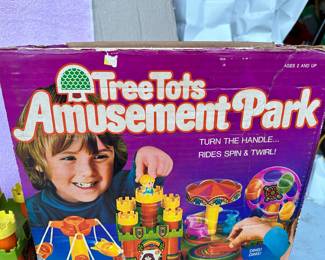 AGES 2 AND UP
Tree Tots
Amusement Park
TURN THE HANDLE...
RIDES SPIN & TWIRL!